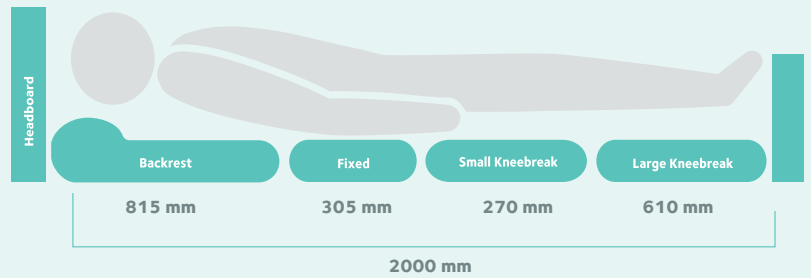 Headboard
Backrest
Fixed
Small Kneebreak
Large Kneebreak
815 mm
305 mm
270 mm
610 mm
2000 mm